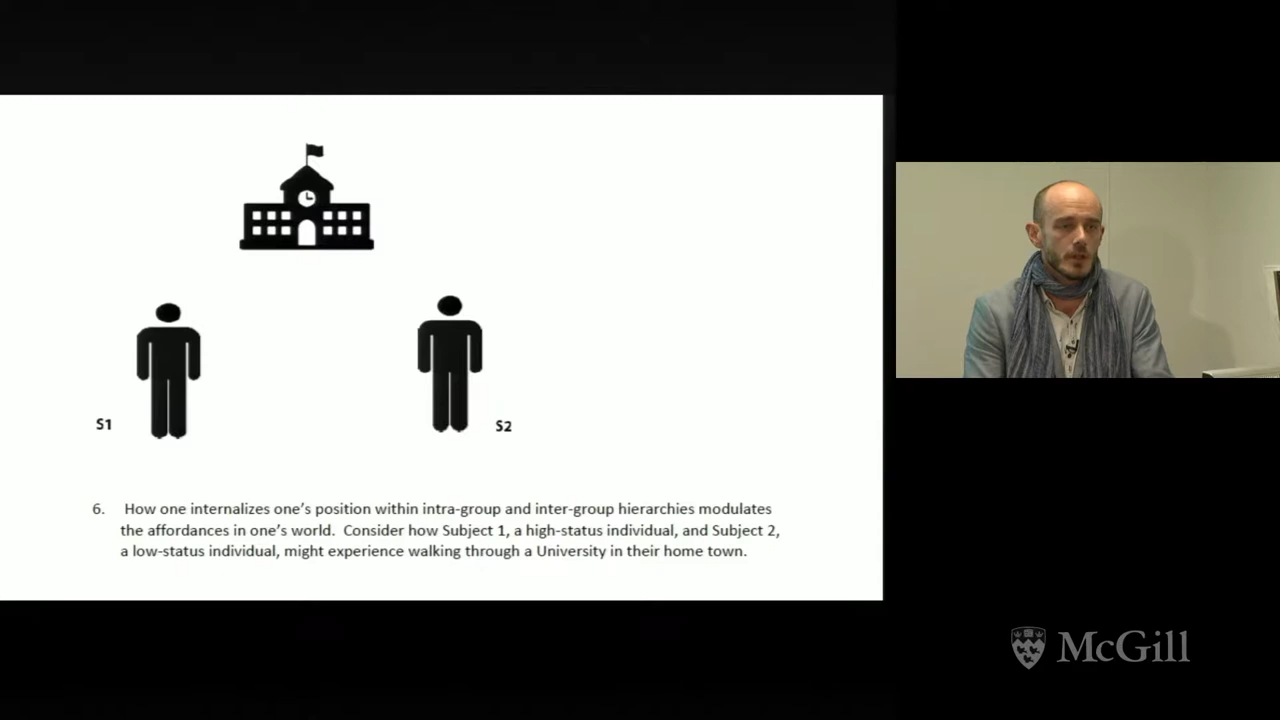 S1
S2
6. How one internalizes one's position within intra-group and inter-group hierarchies modulates
the affordances in one's world. Consider how Subject 1, a high-status individual, and Subject 2,
a low-status individual, might experience walking through a University in their home town.
McGill